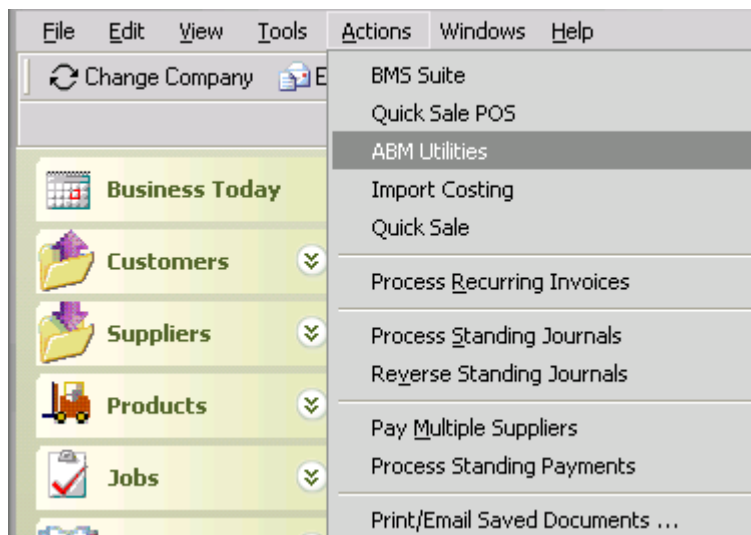 File Edit View Tools Actions Windows Help
Change Company E
BMS Suite
Quick Sale POS
ABM Utilities
Import Costing
Quick Sale
Process Recurring Invoices
Process Standing Journals
Reverse Standing Journals
Pay Multiple Suppliers
Process Standing Payments
Print/Email Saved Documents ...
Business Today
Customers
Suppliers
Products
Jobs